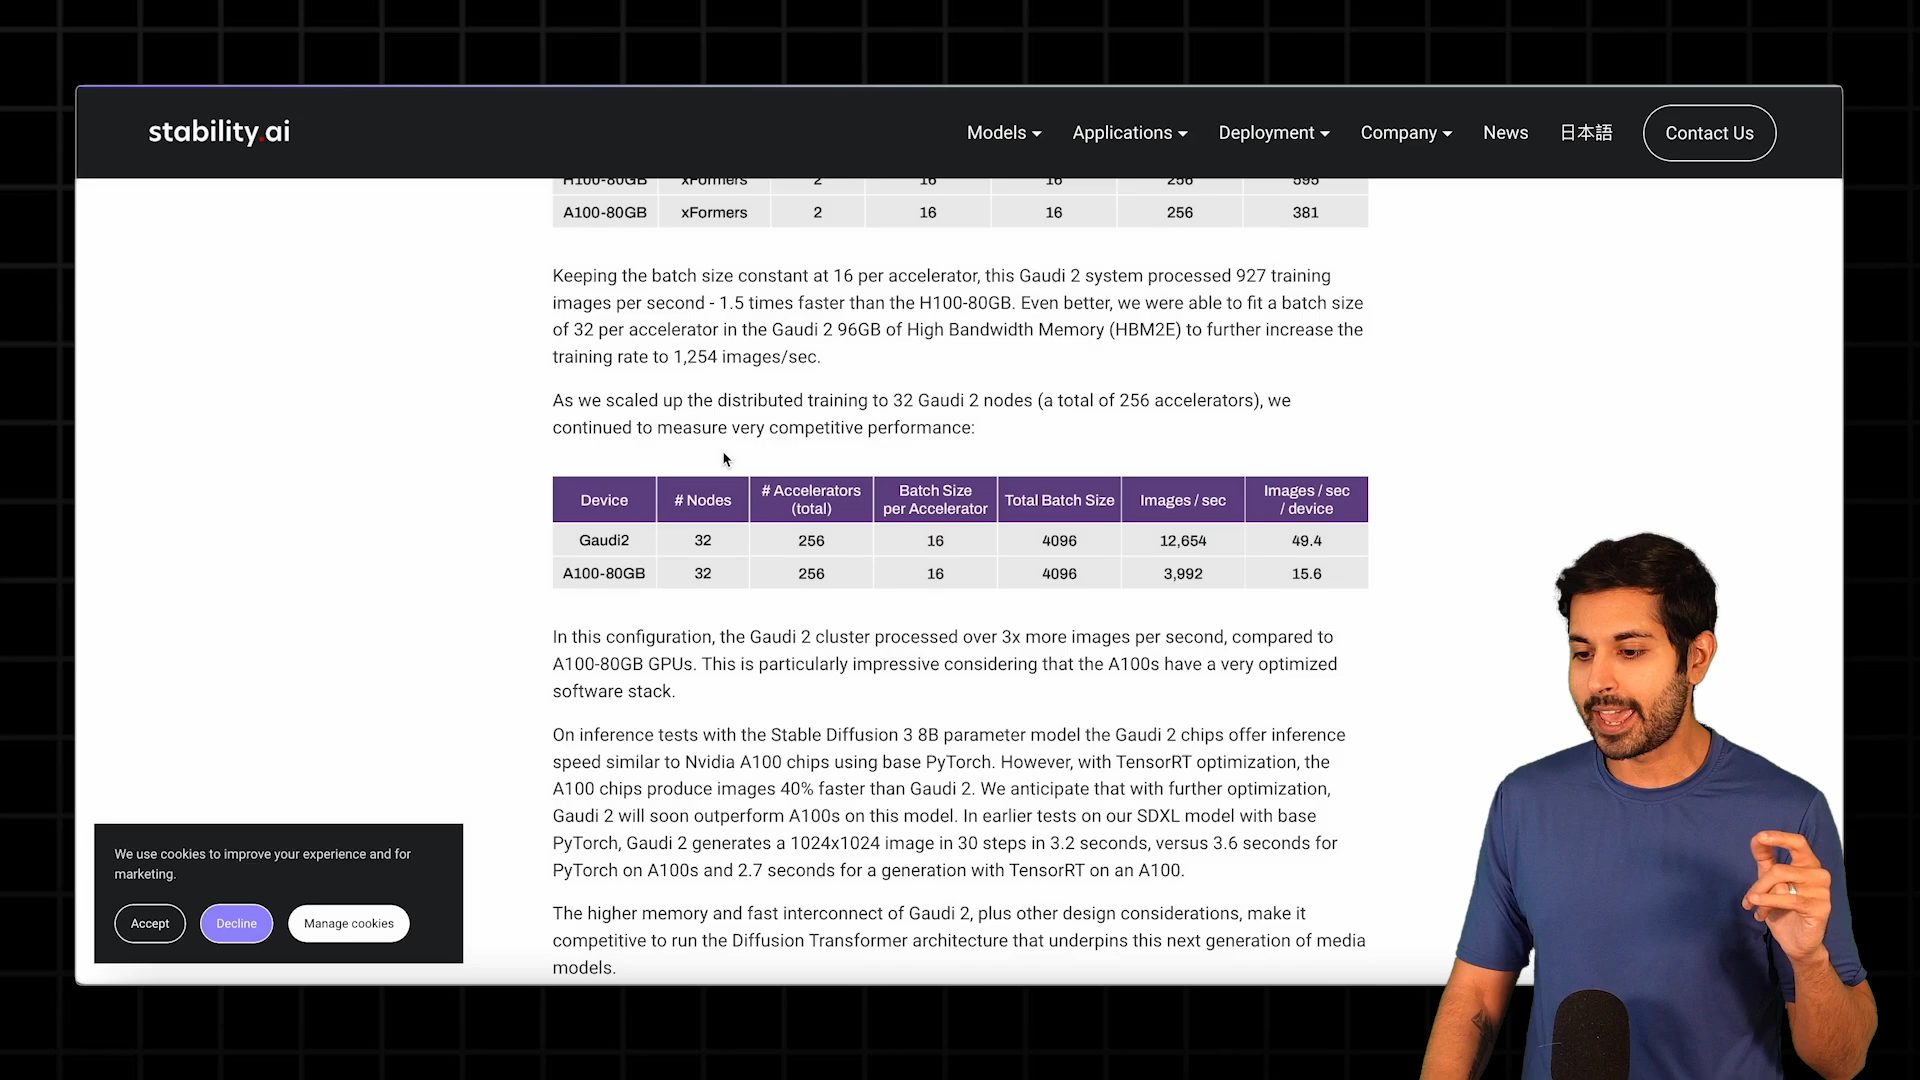 stability.ai
Models
Applications
Deployment
Company
News
日本語
Contact Us
H100-80GB xFormers 2 16 16 256 595
A100-80GB xFormers 2 16 16 256 381
Keeping the batch size constant at 16 per accelerator, this Gaudi 2 system processed 927 training
images per second - 1.5 times faster than the H100-80GB. Even better, we were able to fit a batch size
of 32 per accelerator in the Gaudi 2 96GB of High Bandwidth Memory (HBM2E) to further increase the
training rate to 1,254 images/sec.
As we scaled up the distributed training to 32 Gaudi 2 nodes (a total of 256 accelerators), we
continued to measure very competitive performance:
Device # Nodes # Accelerators (total) Batch Size per Accelerator Total Batch Size Images / sec Images / sec / device
Gaudi2 32 256 16 4096 12,654 49.4
A100-80GB 32 256 16 4096 3,992 15.6
In this configuration, the Gaudi 2 cluster processed over 3x more images per second, compared to
A100-80GB GPUs. This is particularly impressive considering that the A100s have a very optimized
software stack.
On inference tests with the Stable Diffusion 3 8B parameter model the Gaudi 2 chips offer inference
speed similar to Nvidia A100 chips using base PyTorch. However, with TensorRT optimization, the
A100 chips produce images 40% faster than Gaudi 2. We anticipate that with further optimization,
Gaudi 2 will soon outperform A100s on this model. In earlier tests on our SDXL model with base
PyTorch, Gaudi 2 generates a 1024x1024 image in 30 steps in 3.2 seconds, versus 3.6 seconds for
PyTorch on A100s and 2.7 seconds for a generation with TensorRT on an A100.
The higher memory and fast interconnect of Gaudi 2, plus other design considerations, make it
competitive to run the Diffusion Transformer architecture that underpins this next generation of media
models.
We use cookies to improve your experience and for
marketing.
Accept
Decline
Manage cookies